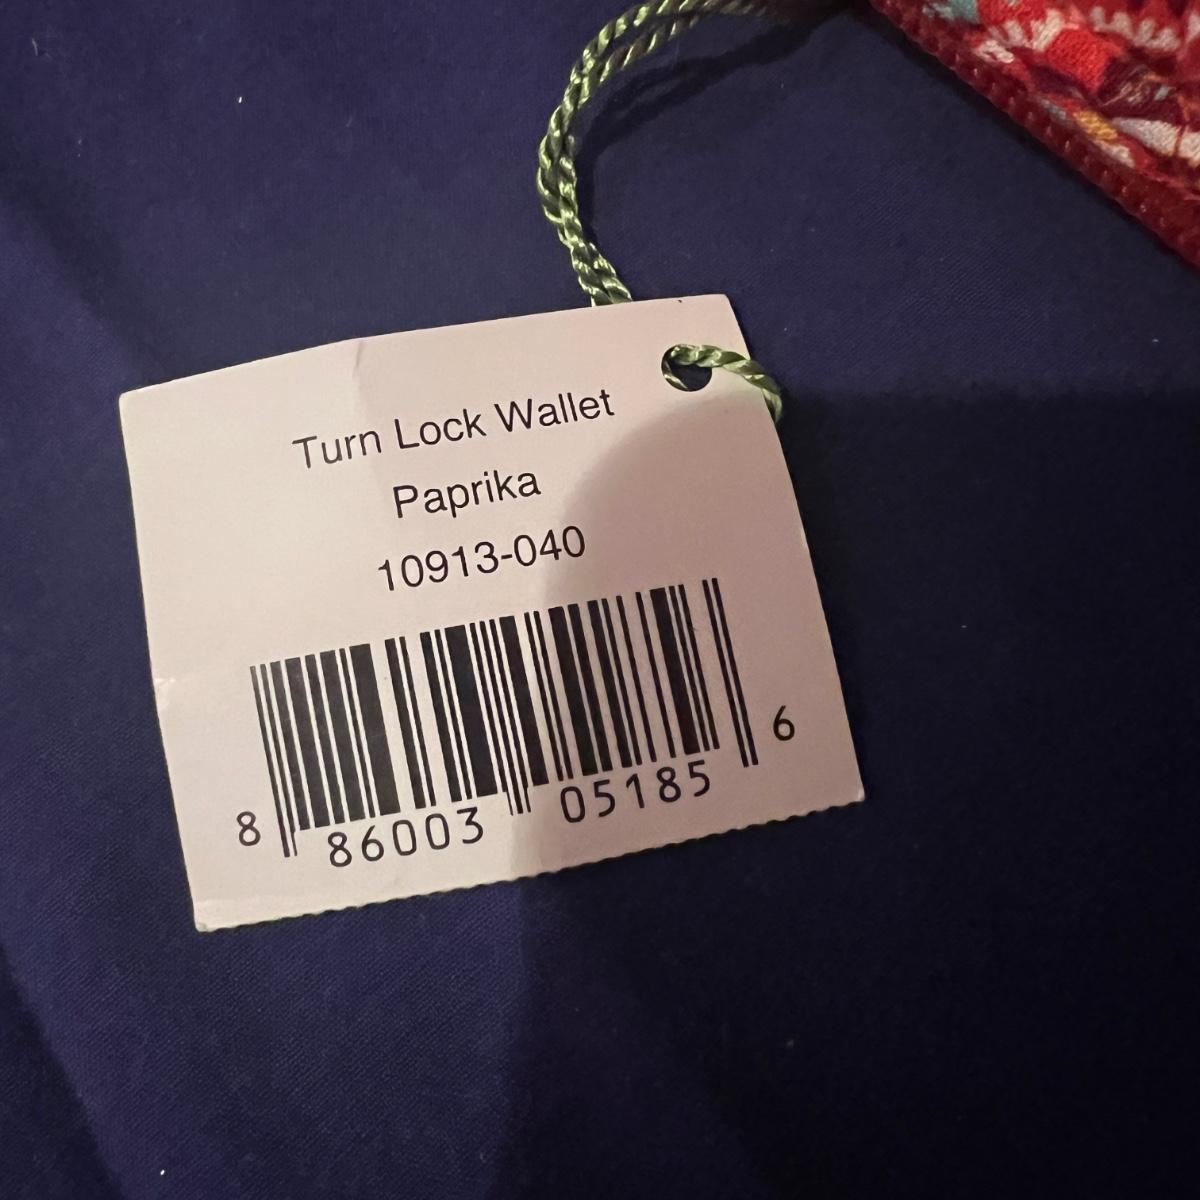 Turn Lock Wallet
Paprika
10913-040
8 86003 05185 6